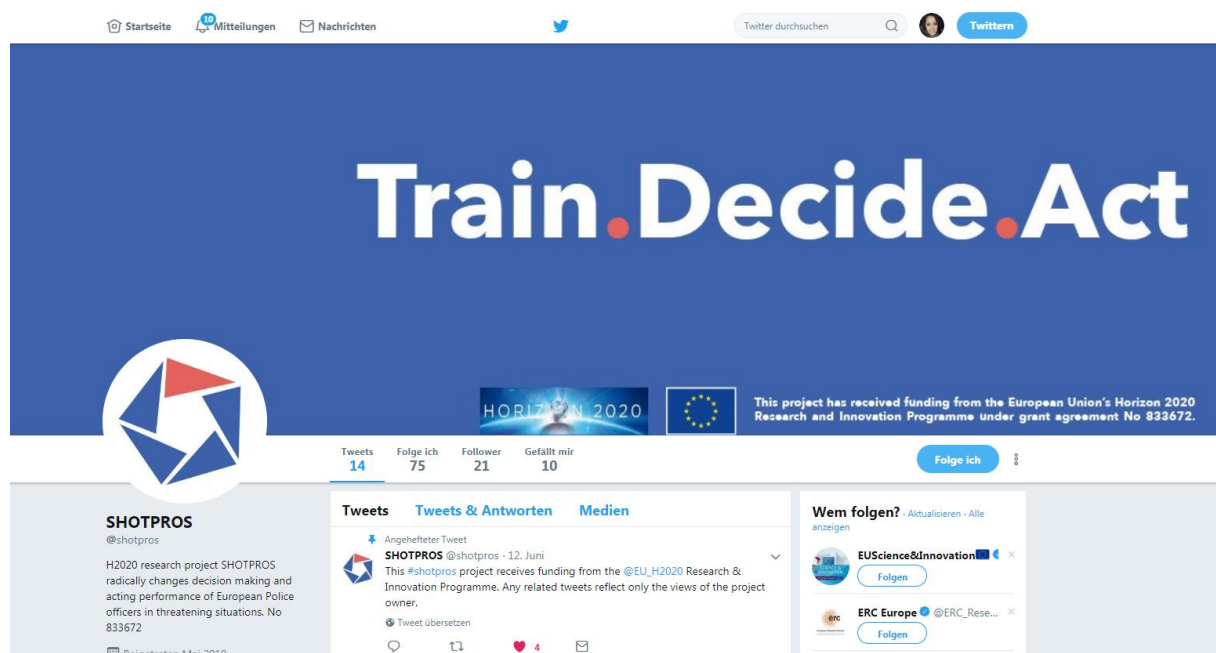 Startseite
10
Mitteilungen
Nachrichten
Twitter durchsuchen
Twittern
Train.Decide.Act
HORIZON 2020
This project has received funding from the European Union's Horizon 2020
Research and Innovation Programme under grant agreement No 833672.
Tweets
14
Folge ich
75
Follower
21
Gefällt mir
10
Folge ich
SHOTPROS
@shotpros
H2020 research project SHOTPROS
radically changes decision making and
acting performance of European Police
officers in threatening situations. No
833672
Tweets
Tweets & Antworten
Medien
Angehefteter Tweet
SHOTPROS @shotpros · 12. Juni
This #shotpros project receives funding from the @EU_H2020 Research &
Innovation Programme. Any related tweets reflect only the views of the project
owner.
Tweet übersetzen
4
Wem folgen? · Aktualisieren · Alle
anzeigen
EUScience&Innovation
Folgen
erc
ERC Europe @ERC_Rese...
Folgen